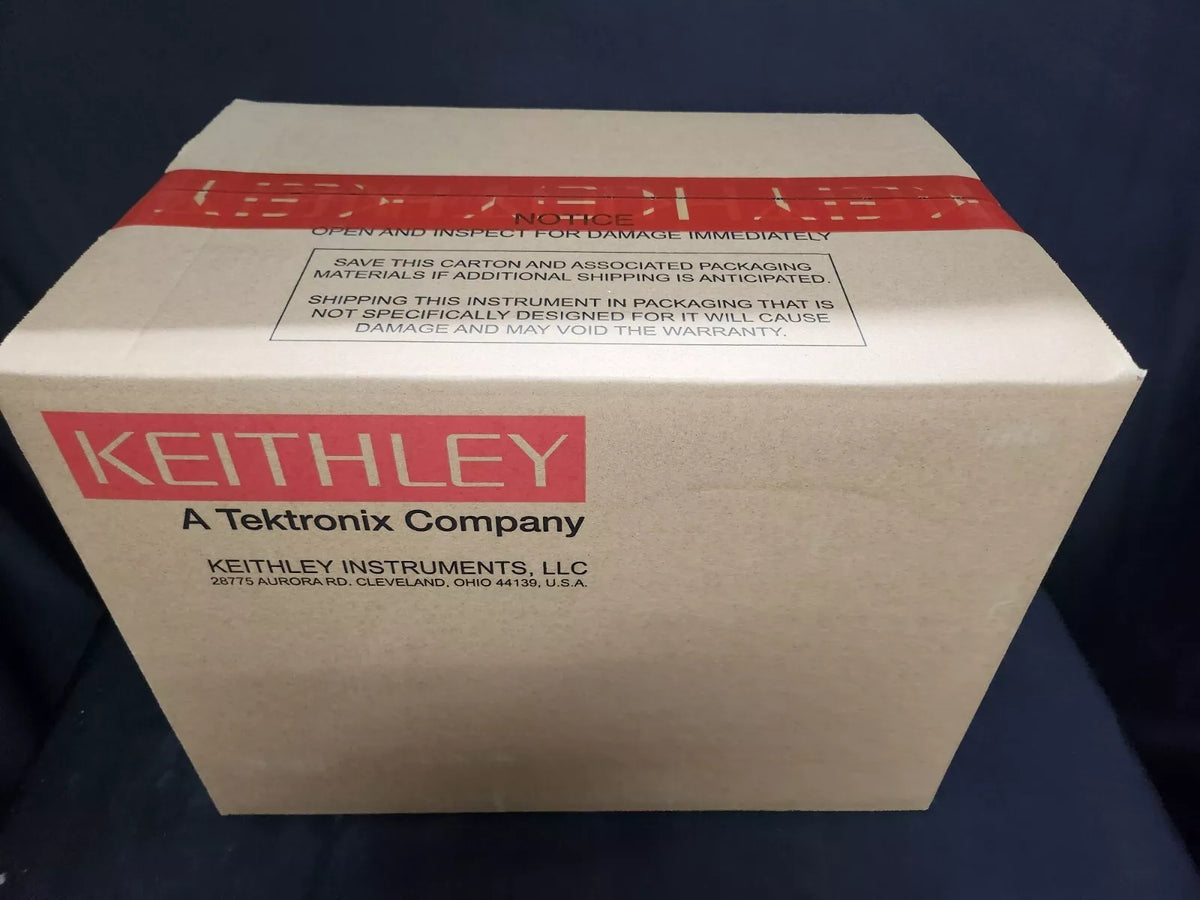 NOTICE
OPEN AND INSPECT FOR DAMAGE IMMEDIATELY
SAVE THIS CARTON AND ASSOCIATED PACKAGING
MATERIALS IF ADDITIONAL SHIPPING IS ANTICIPATED.
SHIPPING THIS INSTRUMENT IN PACKAGING THAT IS
NOT SPECIFICALLY DESIGNED FOR IT WILL CAUSE
DAMAGE AND MAY VOID THE WARRANTY.
KEITHLEY
A Tektronix Company
KEITHLEY INSTRUMENTS, LLC
28775 AURORA RD. CLEVELAND, OHIO 44139, U.S.A.